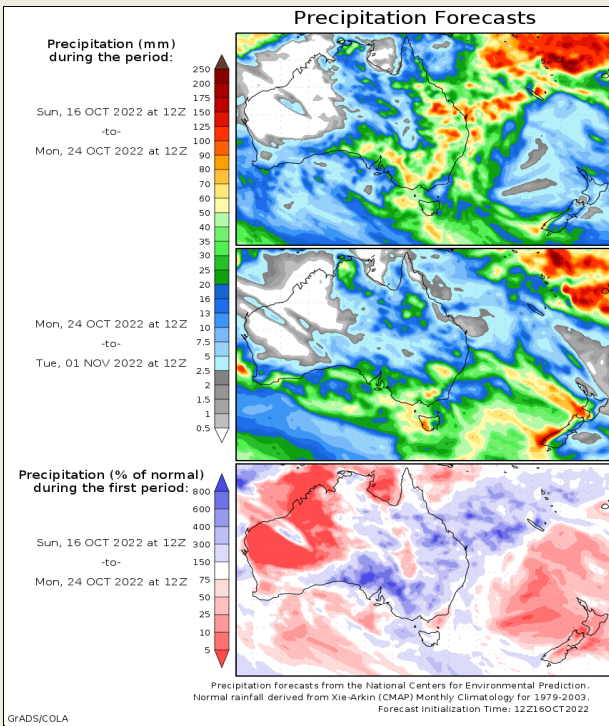 Precipitation Forecasts
Precipitation (mm)
during the period:
Sun, 16 OCT 2022 at 12Z
-to-
Mon, 24 OCT 2022 at 12Z
250
200
175
150
125
100
90
80
70
60
50
40
35
30
25
20
16
13
10
7.5
5
2.5
2
1.5
1
0.5
Mon, 24 OCT 2022 at 12Z
-to-
Tue, 01 NOV 2022 at 12Z
Precipitation (% of normal)
during the first period:
Sun, 16 OCT 2022 at 12Z
-to-
Mon, 24 OCT 2022 at 12Z
800
600
400
300
150
75
50
25
10
5
Precipitation forecasts from the National Centers for Environmental Prediction.
Normal rainfall derived from Xie-Arkin (CMAP) Monthly Climatology for 1979-2003.
Forecast Initialization Time: 12Z16OCT2022
GrADS/COLA